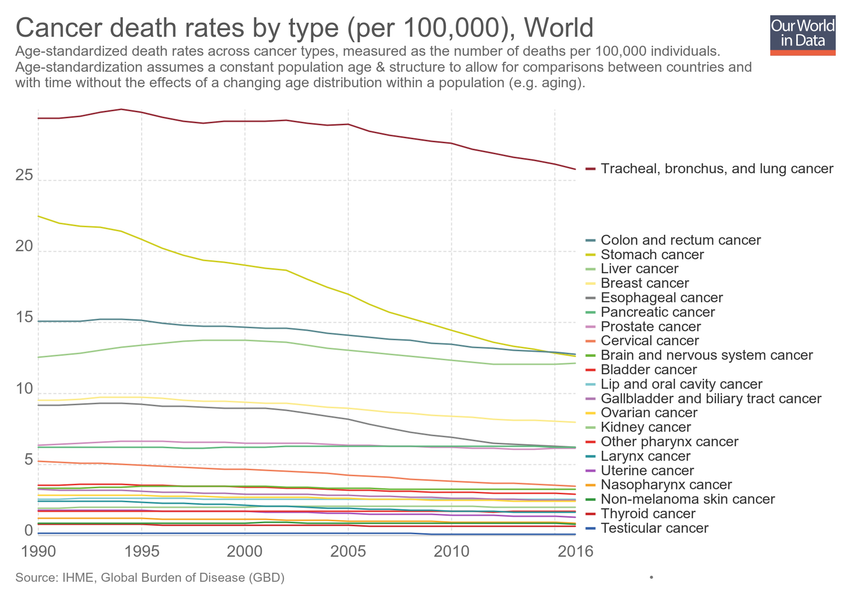 Cancer death rates by type (per 100,000), World
Our World
in Data
Age-standardized death rates across cancer types, measured as the number of deaths per 100,000 individuals.
Age-standardization assumes a constant population age & structure to allow for comparisons between countries and
with time without the effects of a changing age distribution within a population (e.g. aging).
25
20
15
10
5
0
1990
1995
2000
2005
2010
2016
Tracheal, bronchus, and lung cancer
Colon and rectum cancer
Stomach cancer
Liver cancer
Breast cancer
Esophageal cancer
Pancreatic cancer
Prostate cancer
Cervical cancer
Brain and nervous system cancer
Bladder cancer
Lip and oral cavity cancer
Gallbladder and biliary tract cancer
Ovarian cancer
Kidney cancer
Other pharynx cancer
Larynx cancer
Uterine cancer
Nasopharynx cancer
Non-melanoma skin cancer
Thyroid cancer
Testicular cancer
Source: IHME, Global Burden of Disease (GBD)